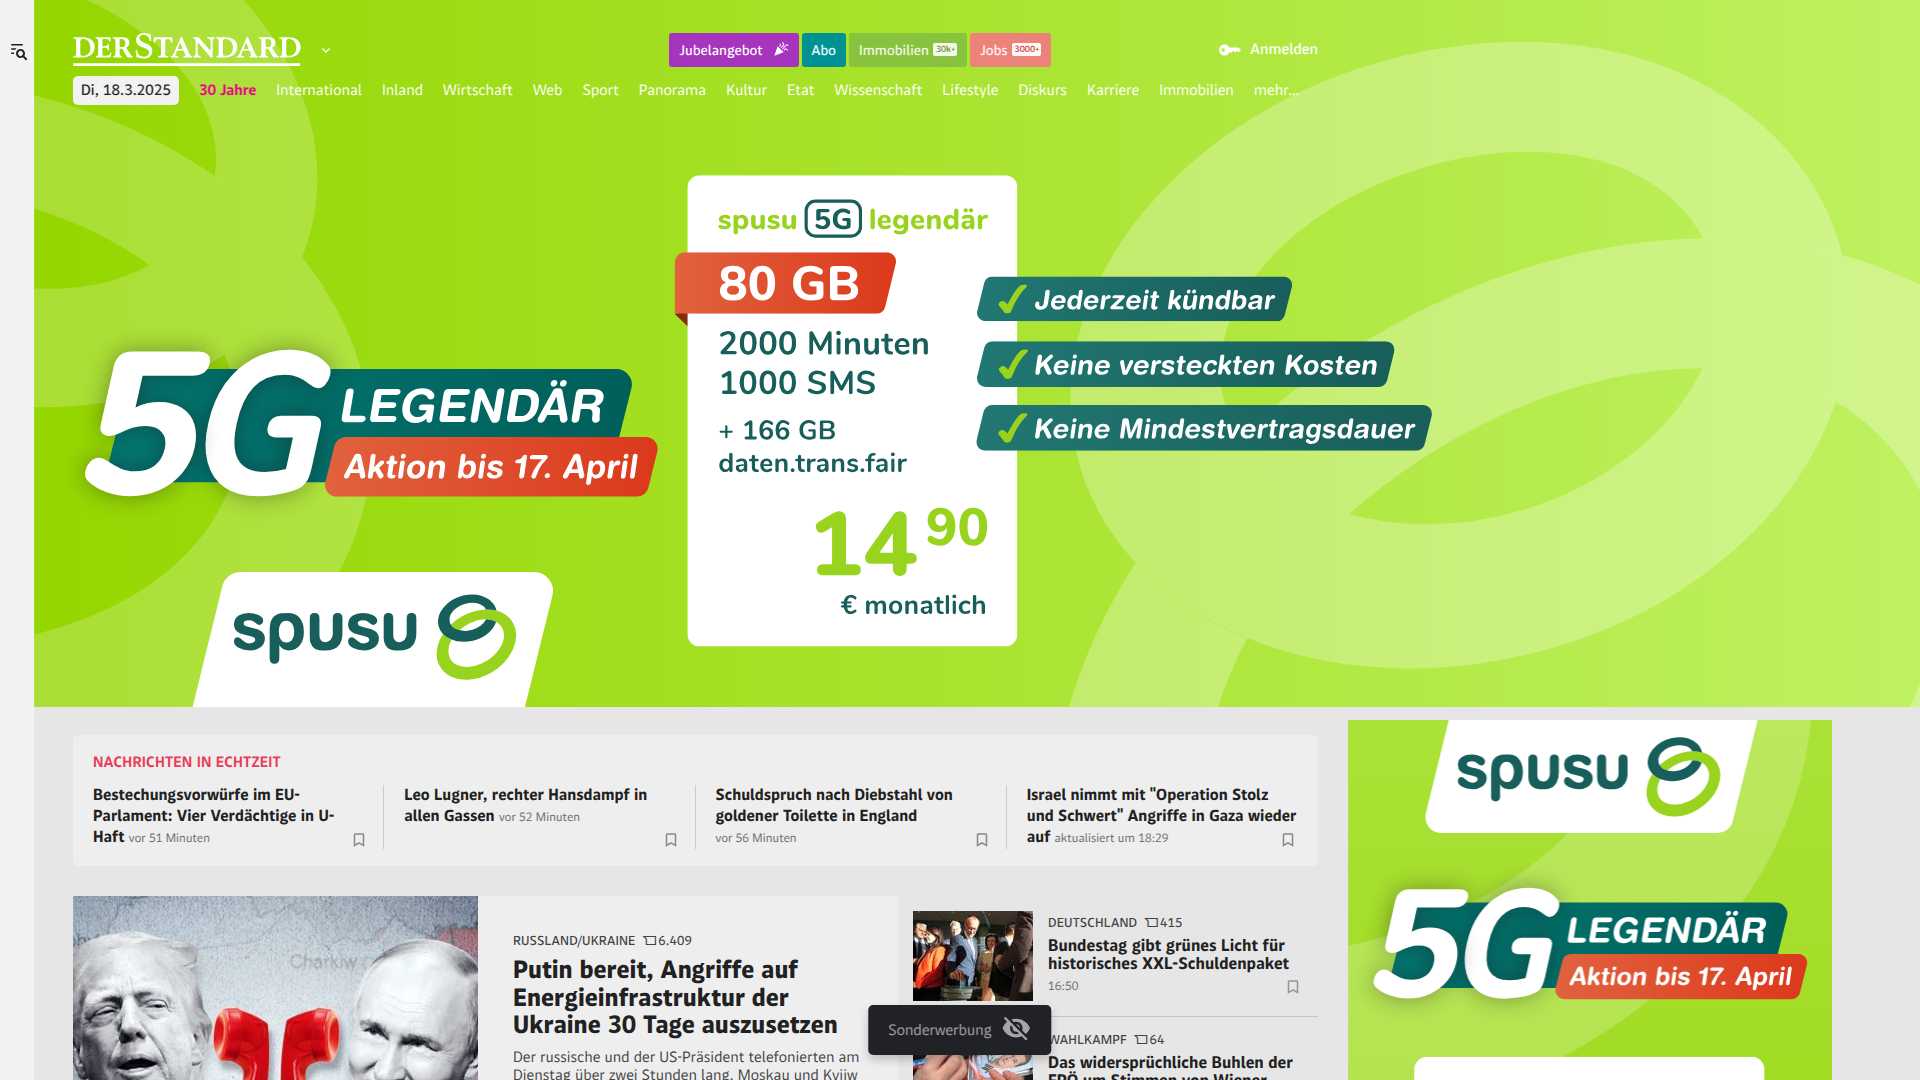 DERSTANDARD
Jubelangebot
Abo
Immobilien 30k+
Jobs 3000+
Anmelden
Di, 18.3.2025
30 Jahre
International
Inland
Wirtschaft
Web
Sport
Panorama
Kultur
Etat
Wissenschaft
Lifestyle
Diskurs
Karriere
Immobilien
mehr...
5G LEGENDÄR
Aktion bis 17. April
spusu
spusu 5G legendär
80 GB
2000 Minuten
1000 SMS
+ 166 GB
daten.trans.fair
14 90
€ monatlich
Jederzeit kündbar
Keine versteckten Kosten
Keine Mindestvertragsdauer
NACHRICHTEN IN ECHTZEIT
Bestechungsvorwürfe im EU-
Parlament: Vier Verdächtige in U-
Haft vor 51 Minuten
Leo Lugner, rechter Hansdampf in
allen Gassen vor 52 Minuten
Schuldspruch nach Diebstahl von
goldener Toilette in England
vor 56 Minuten
Israel nimmt mit "Operation Stolz
und Schwert" Angriffe in Gaza wieder
auf aktualisiert um 18:29
Charkiw
RUSSLAND/UKRAINE 6.409
Putin bereit, Angriffe auf
Energieinfrastruktur der
Ukraine 30 Tage auszusetzen
Der russische und der US-Präsident telefonierten am
Dienstag über zwei Stunden lang. Moskau und Kyjiw
DEUTSCHLAND 415
Bundestag gibt grünes Licht für
historisches XXL-Schuldenpaket
16:50
Sonderwerbung
WAHLKAMPF 64
Das widersprüchliche Buhlen der
FPÖ um Stimmen von Wiener
spusu
5G LEGENDÄR
Aktion bis 17. April